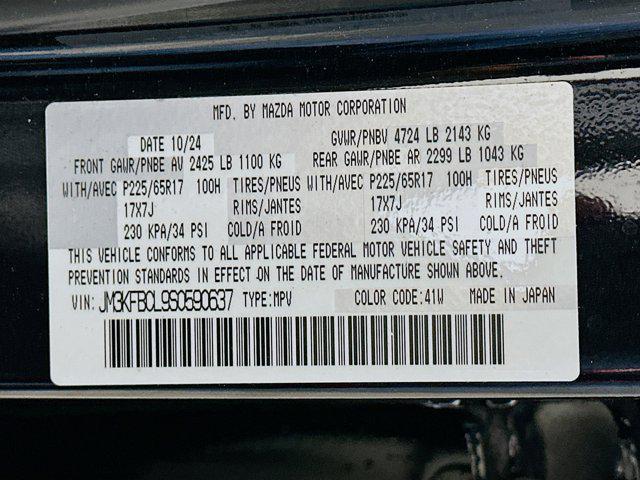 MFD. BY MAZDA MOTOR CORPORATION
DATE 10/24 GVWR/PNBV 4724 LB 2143 KG
FRONT GAWR/PNBE AV 2425 LB 1100 KG REAR GAWR/PNBE AR 2299 LB 1043 KG
WITH/AVEC P225/65R17 100H TIRES/PNEUS WITH/AVEC P225/65R17 100H TIRES/PNEUS
17X7J RIMS/JANTES 17X7J RIMS/JANTES
230 KPA/34 PSI COLD/A FROID 230 KPA/34 PSI COLD/A FROID
THIS VEHICLE CONFORMS TO ALL APPLICABLE FEDERAL MOTOR VEHICLE SAFETY AND THEFT
PREVENTION STANDARDS IN EFFECT ON THE DATE OF MANUFACTURE SHOWN ABOVE.
VIN: JM3KFBCL9S0590637 TYPE:MPV COLOR CODE:41W MADE IN JAPAN